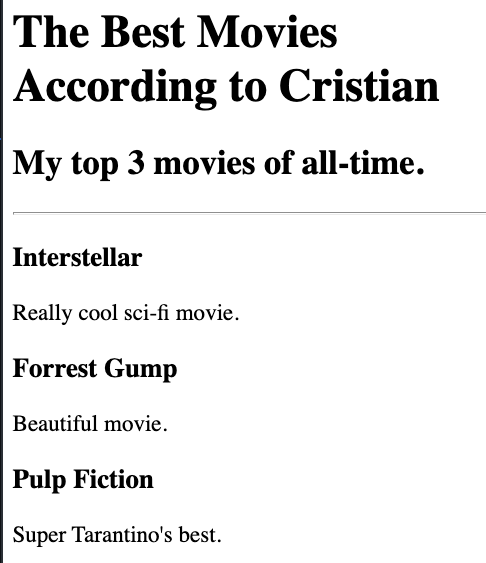 The Best Movies
According to Cristian
My top 3 movies of all-time.
Interstellar
Really cool sci-fi movie.
Forrest Gump
Beautiful movie.
Pulp Fiction
Super Tarantino's best.